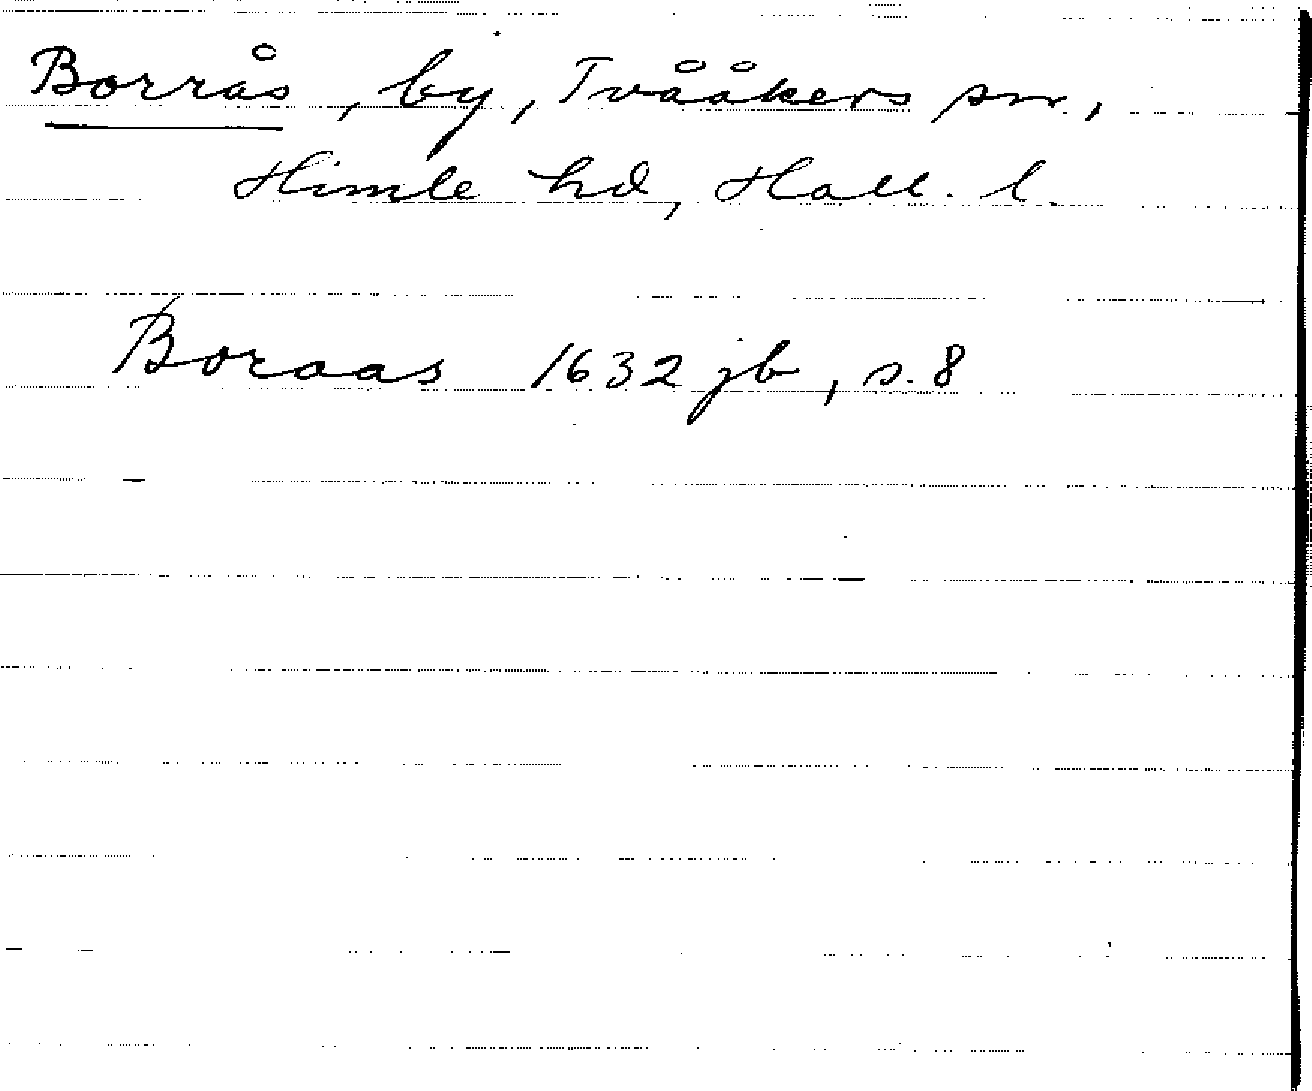 Borrås, by, Tvååkers sn.,
Himle hd, Hall. l.
Boraas 1632 jb, s. 8